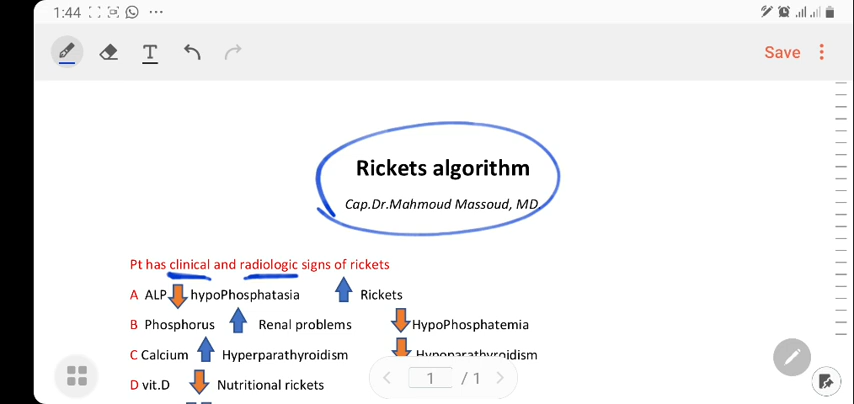 1:44
T
Save
Rickets algorithm
Cap.Dr.Mahmoud Massoud, MD
Pt has clinical and radiologic signs of rickets
A ALP hypoPhosphatasia Rickets
B Phosphorus Renal problems HypoPhosphatemia
C Calcium Hyperparathyroidism Hypoparathyroidism
D vit.D Nutritional rickets
1 / 1